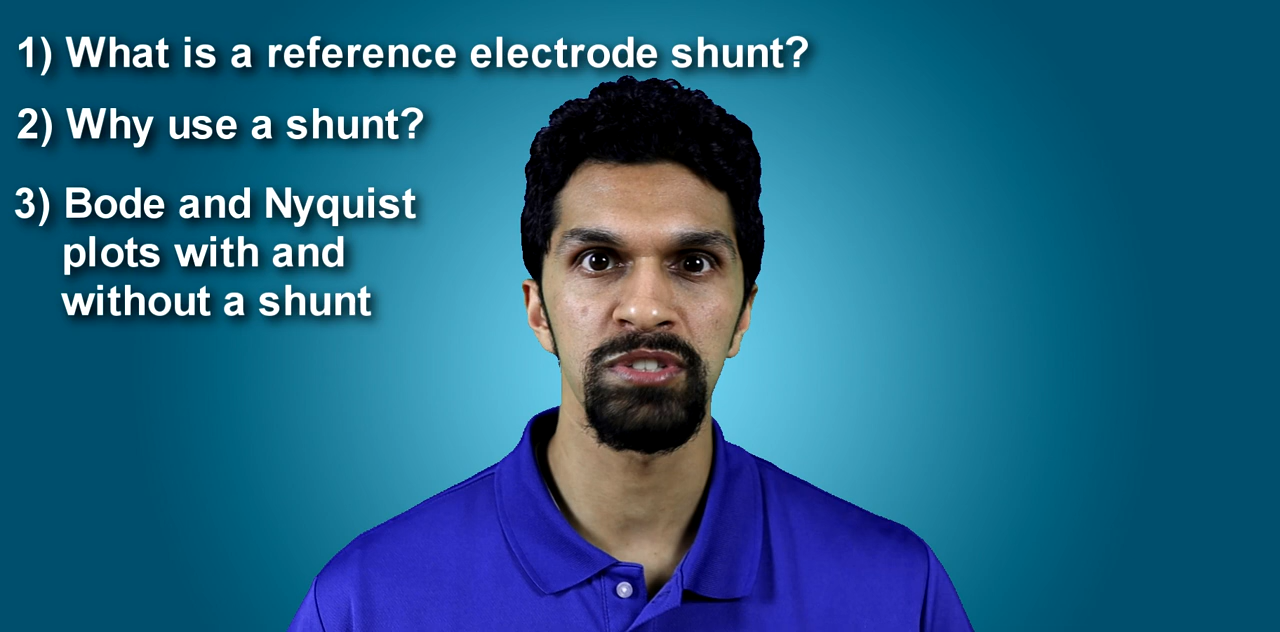 1) What is a reference electrode shunt?
2) Why use a shunt?
3) Bode and Nyquist
plots with and
without a shunt